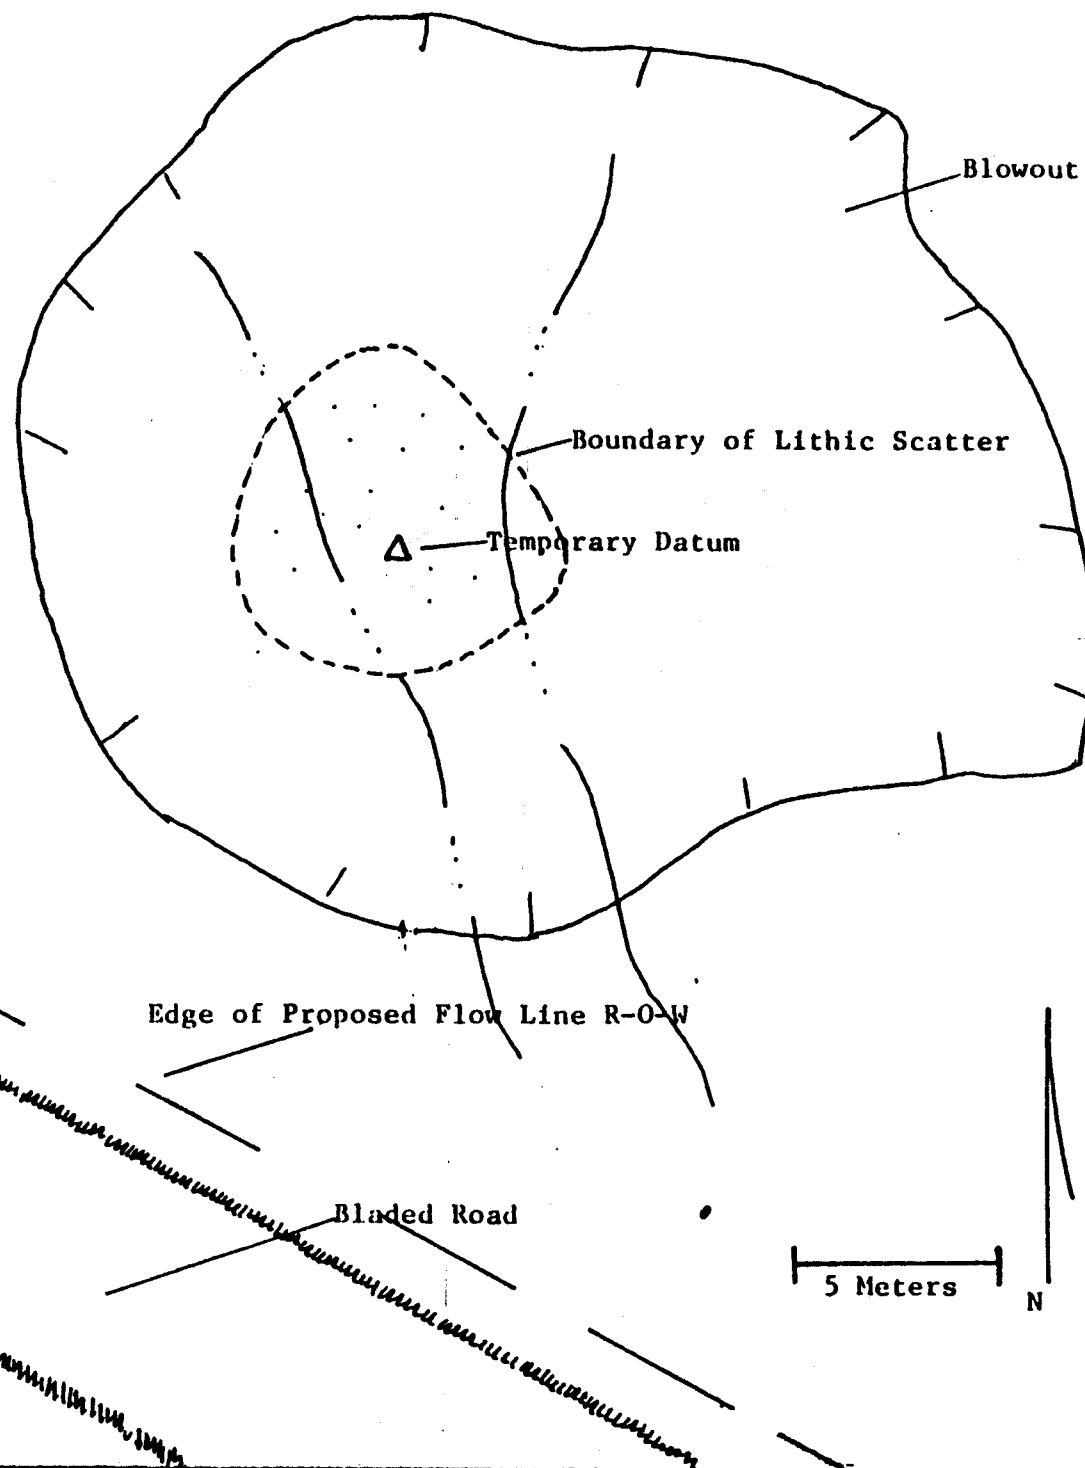 Blowout
Boundary of Lithic Scatter
Temporary Datum
Edge of Proposed Flow Line R-O-W
Bladed Road
5 Meters
N